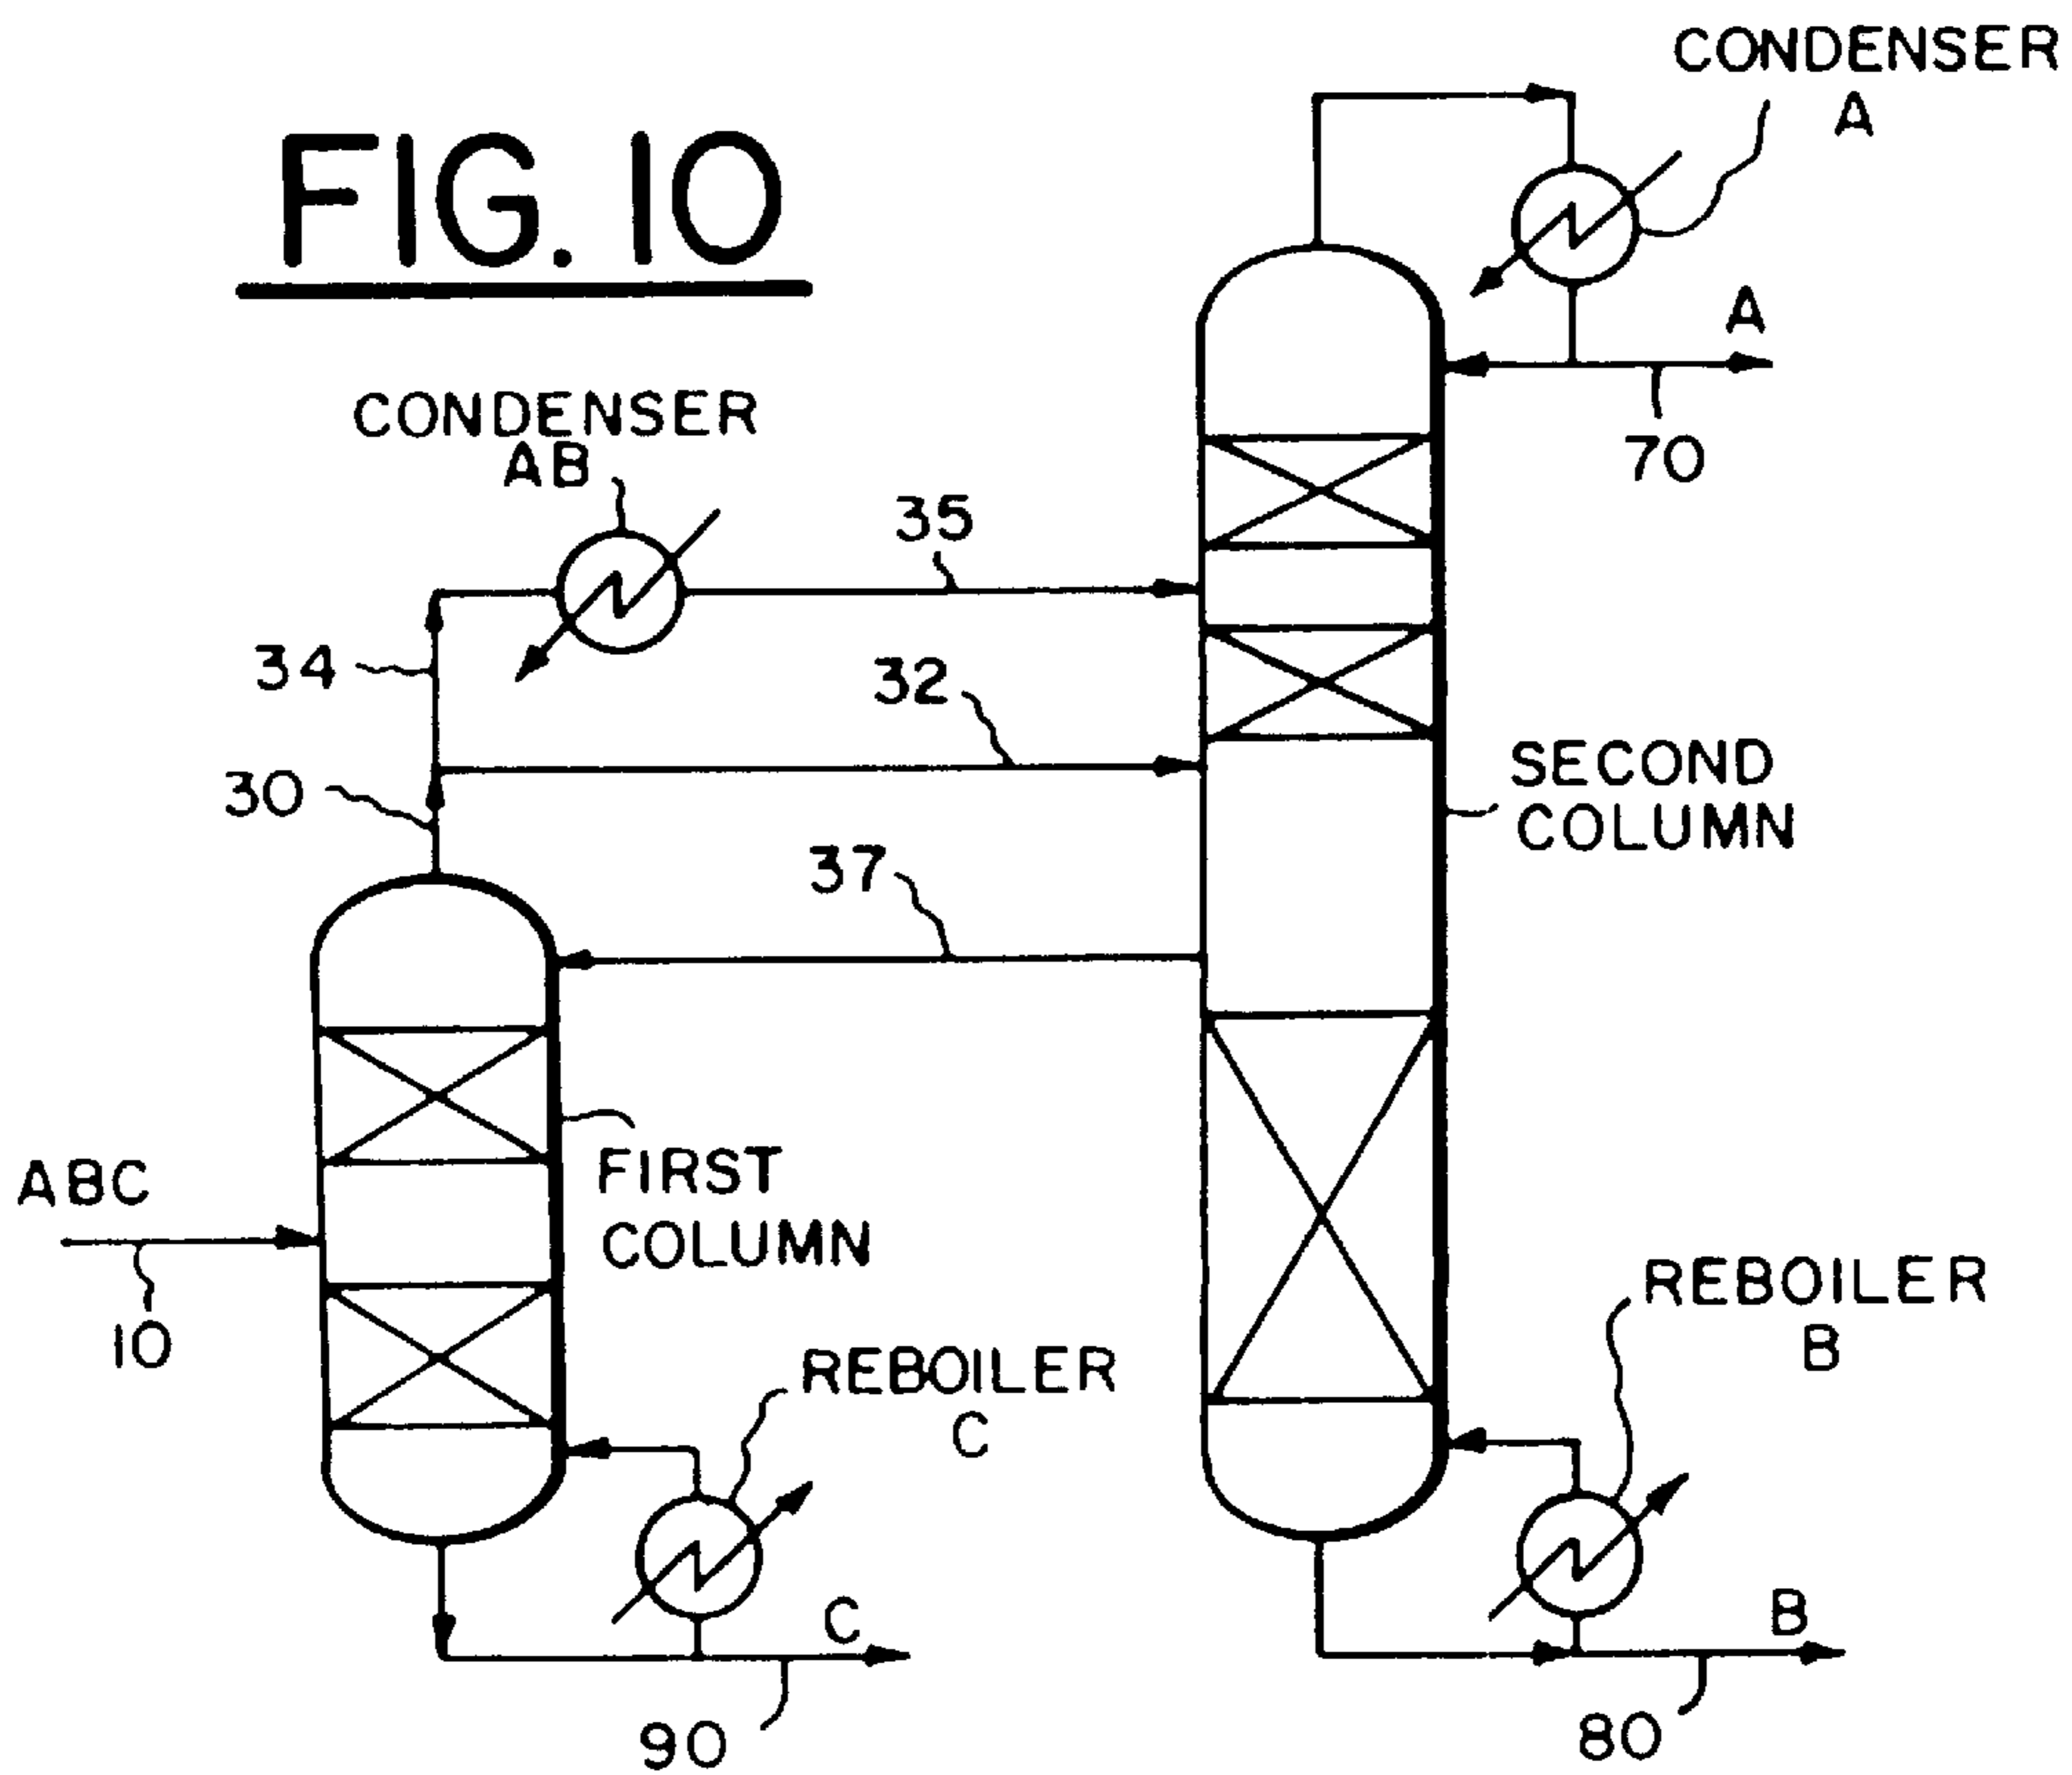 FIG. 10
CONDENSER
A
A
70
CONDENSER
AB
35
34
32
30
SECOND
COLUMN
37
FIRST
COLUMN
ABC
10
REBOILER
B
REBOILER
C
C
90
B
80